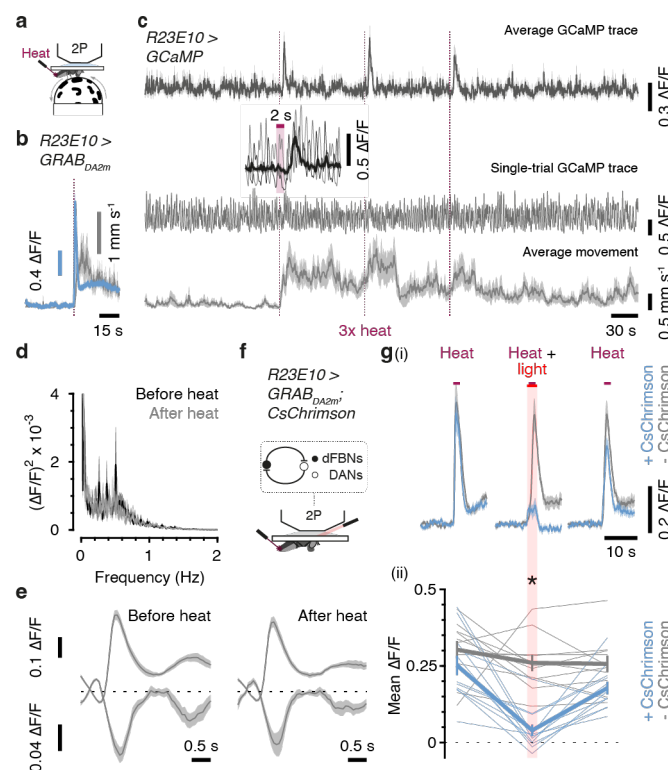 a
2P
Heat
b
R23E10 >
GRAB_DA2m
0.4 ΔF/F
1 mm s⁻¹
15 s
c
R23E10 >
GCaMP
Average GCaMP trace
0.3 ΔF/F
2 s
0.5 ΔF/F
Single-trial GCaMP trace
0.5 ΔF/F
Average movement
0.5 mm s⁻¹
3x heat
30 s
d
Before heat
After heat
(ΔF/F)² x 10⁻³
4
2
0
0
1
2
Frequency (Hz)
e
Before heat
After heat
0.1 ΔF/F
0.04 ΔF/F
0.5 s
0.5 s
f
R23E10 >
GRAB_DA2m;
CsChrimson
dFBNs
DANs
2P
g
(i)
Heat
Heat +
light
Heat
+ CsChrimson
- CsChrimson
0.2 ΔF/F
10 s
(ii)
*
0.5
0.25
0
Mean ΔF/F
+ CsChrimson
- CsChrimson